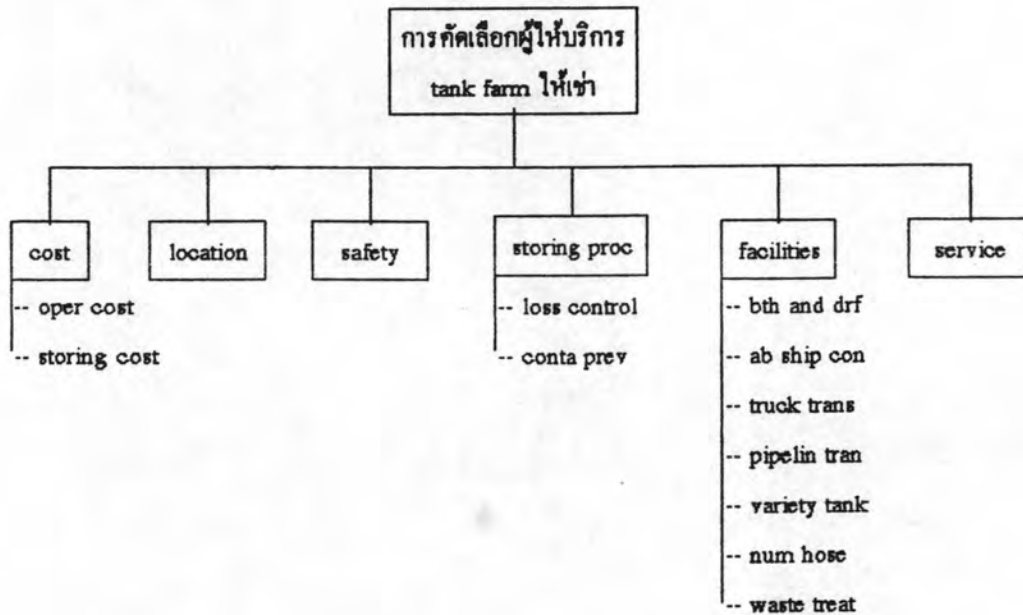 การคัดเลือกผู้ให้บริการ
tank farm ให้เช่า
cost
location
safety
storing proc
facilities
service
-- oper cost
-- storing cost
-- loss control
-- conta prev
-- bth and drf
-- ab ship con
-- truck trans
-- pipelin tran
-- variety tank
-- num hose
-- waste treat